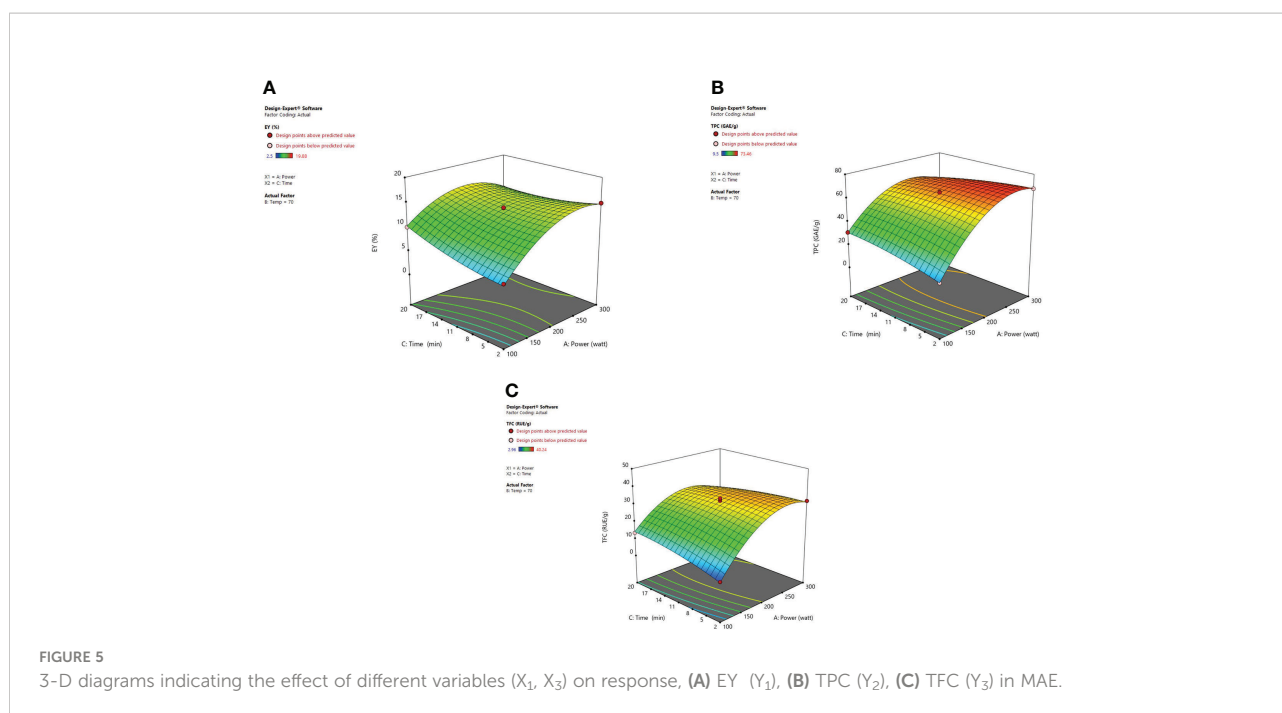 A
Design-Expert® Software
Factor Coding: Actual
EY (%)
Design points above predicted value
Design points below predicted value
2.5 19.88
X1 = A: Power
X2 = C: Time
Actual Factor
B: Temp = 70
20
15
10
5
0
EY (%)
20
17
14
11
8
5
2
C: Time (min)
100
150
200
250
300
A: Power (watt)
B
Design-Expert® Software
Factor Coding: Actual
TPC (GAE/g)
Design points above predicted value
Design points below predicted value
9.5 73.46
X1 = A: Power
X2 = C: Time
Actual Factor
B: Temp = 70
80
60
40
20
0
TPC (GAE/g)
20
17
14
11
8
5
2
C: Time (min)
100
150
200
250
300
A: Power (watt)
C
Design-Expert® Software
Factor Coding: Actual
TFC (RUE/g)
Design points above predicted value
Design points below predicted value
2.98 40.24
X1 = A: Power
X2 = C: Time
Actual Factor
B: Temp = 70
50
40
30
20
10
0
TFC (RUE/g)
20
17
14
11
8
5
2
C: Time (min)
100
150
200
250
300
A: Power (watt)
FIGURE 5
3-D diagrams indicating the effect of different variables (X₁, X₃) on response, (A) EY (Y₁), (B) TPC (Y₂), (C) TFC (Y₃) in MAE.